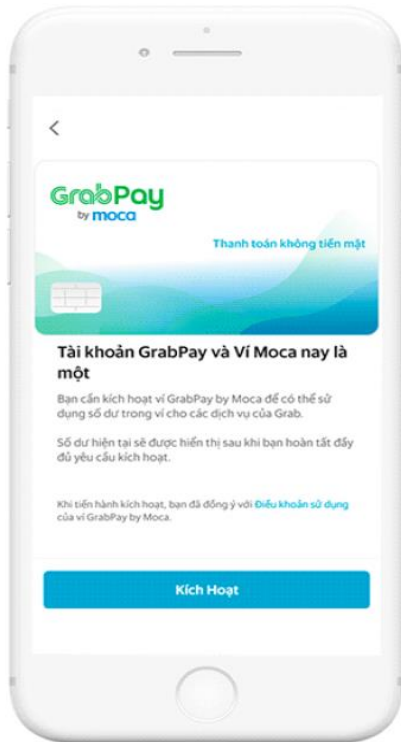 GrabPay
by moca
Thanh toán không tiền mặt
Tài khoản GrabPay và Ví Moca nay là
một
Bạn cần kích hoạt ví GrabPay by Moca để có thể sử
dụng số dư trong ví cho các dịch vụ của Grab.
Số dư hiện tại sẽ được hiển thị sau khi bạn hoàn tất đầy
đủ yêu cầu kích hoạt.
Khi tiến hành kích hoạt, bạn đã đồng ý với Điều khoản sử dụng
của ví GrabPay by Moca.
Kích Hoạt